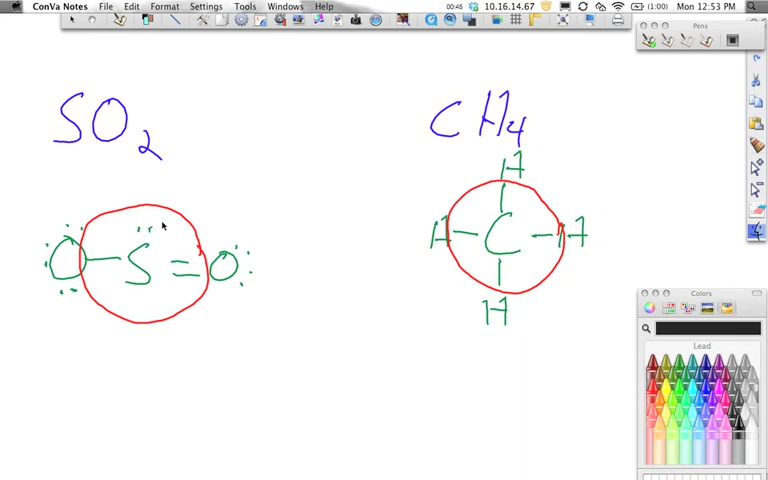 ConVa Notes File Edit Format Settings Tools Windows Help 00:45 10.16.14.67 (1:00) Mon 12:53 PM
Pens
SO2
CH4
H
O S O
H C H
H
Colors
Lead